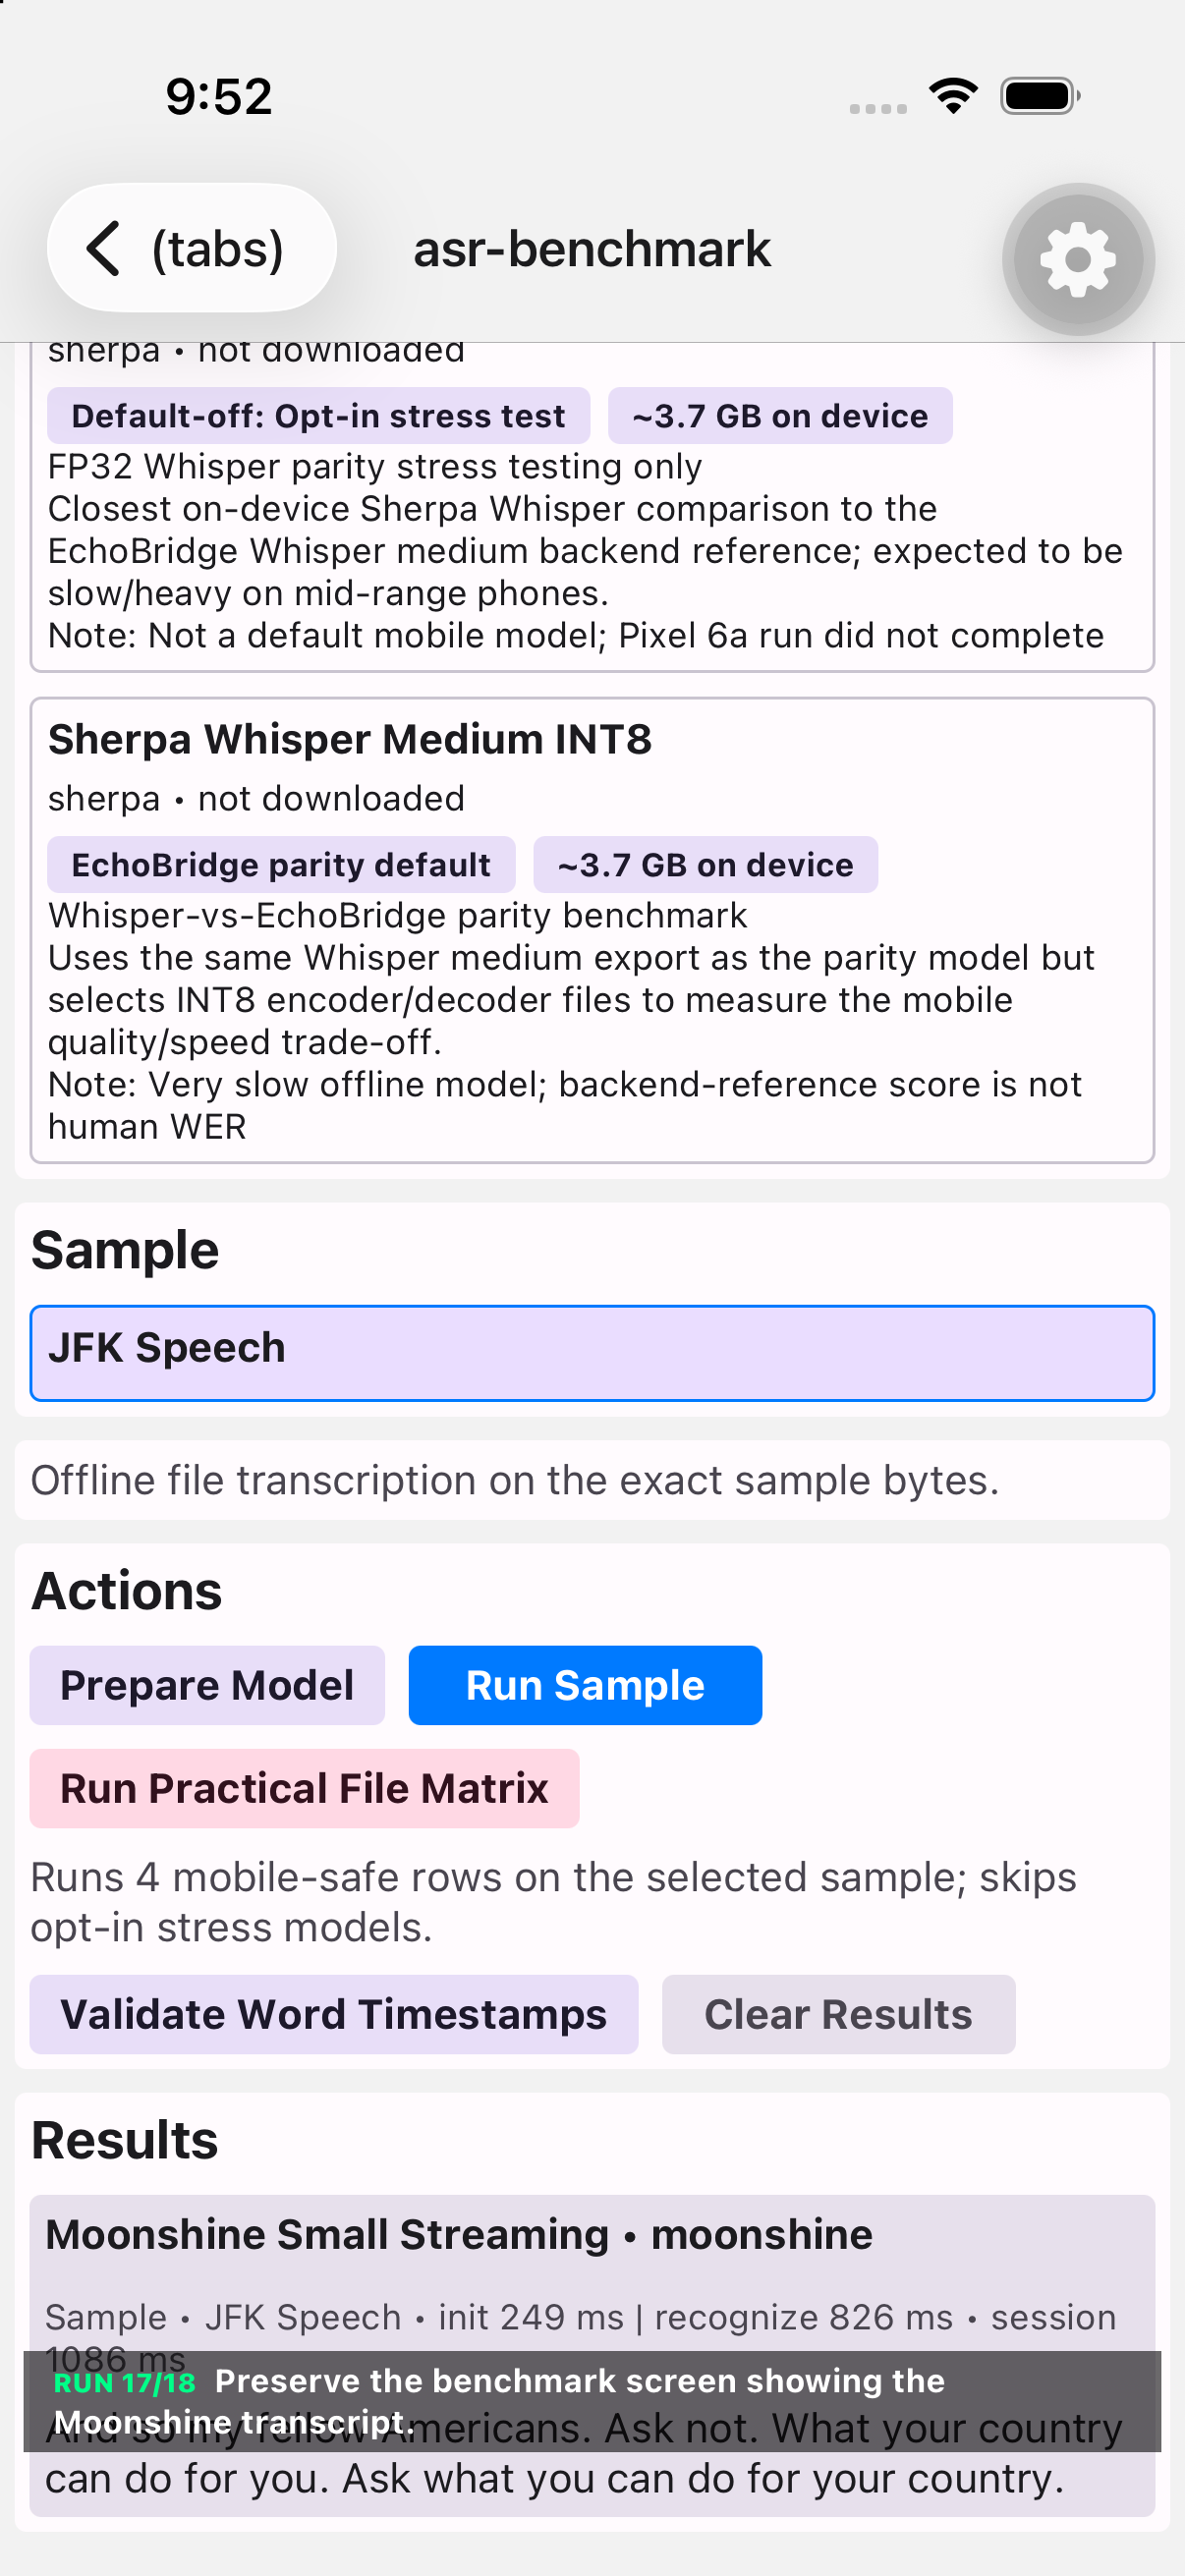 9:52
(tabs)
asr-benchmark
sherpa • not downloaded
Default-off: Opt-in stress test
~3.7 GB on device
FP32 Whisper parity stress testing only
Closest on-device Sherpa Whisper comparison to the
EchoBridge Whisper medium backend reference; expected to be
slow/heavy on mid-range phones.
Note: Not a default mobile model; Pixel 6a run did not complete
Sherpa Whisper Medium INT8
sherpa • not downloaded
EchoBridge parity default
~3.7 GB on device
Whisper-vs-EchoBridge parity benchmark
Uses the same Whisper medium export as the parity model but
selects INT8 encoder/decoder files to measure the mobile
quality/speed trade-off.
Note: Very slow offline model; backend-reference score is not
human WER
Sample
JFK Speech
Offline file transcription on the exact sample bytes.
Actions
Prepare Model
Run Sample
Run Practical File Matrix
Runs 4 mobile-safe rows on the selected sample; skips
opt-in stress models.
Validate Word Timestamps
Clear Results
Results
Moonshine Small Streaming • moonshine
Sample • JFK Speech • init 249 ms | recognize 826 ms • session
1086 ms
RUN 17/18 Preserve the benchmark screen showing the
Moonshine transcript.
And so my fellow Americans. Ask not. What your country
can do for you. Ask what you can do for your country.